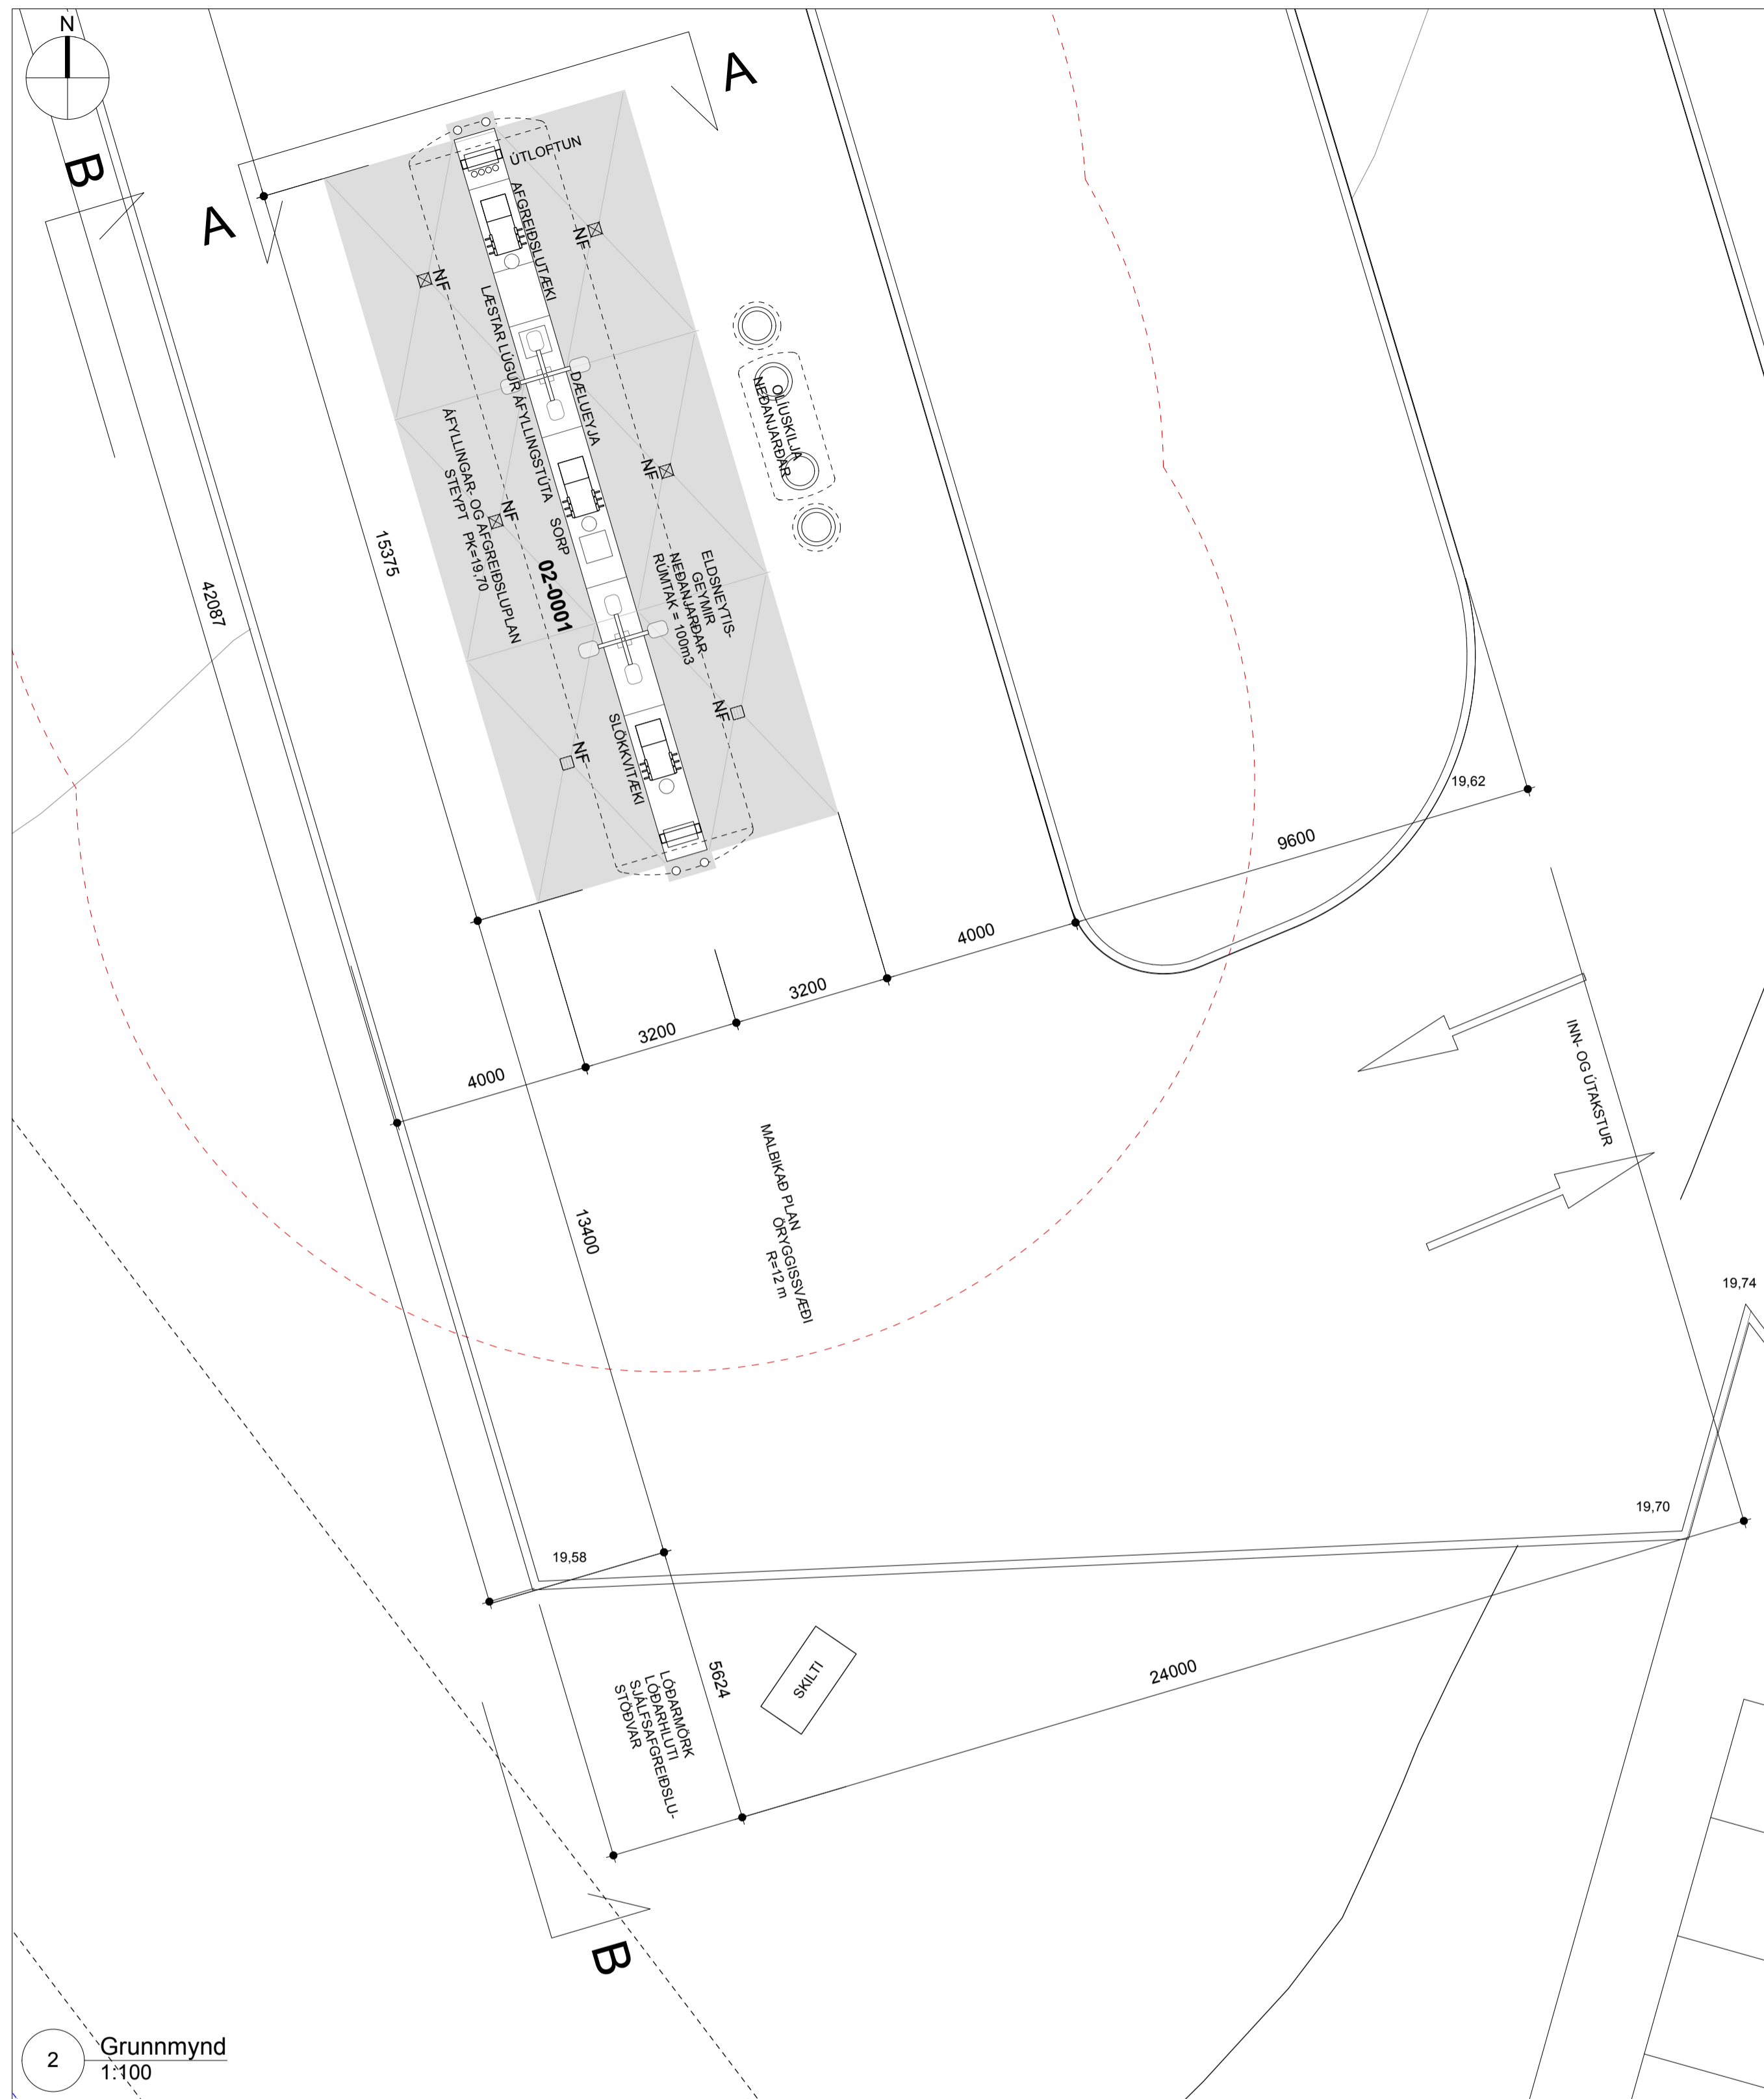 N
B
A
A
ÚTLOFTUN
AFGREIÐSLUTÆKI
NF
NF
LÆSTAR LÚGUR
ÁFYLLINGSTÚTA
DÆLUEYJA
OLÍUSKILJA
NEÐANJARÐAR
ÁFYLLINGAR- OG AFGREIÐSLUPLAN
STEYPT PK=19,70
NF
NF
SORP
02-0001
ELDSNEYTIS-
GEYMIR
NEÐANJARÐAR
RÚMTAK = 100m3
15375
42087
NF
NF
SLÖKKVITÆKI
19,62
9600
4000
3200
3200
4000
INN- OG ÚTAKSTUR
MALBIKAÐ PLAN
ÖRYGGISSVÆÐI
R=12 m
13400
19,74
19,70
19,58
SKILTI
5624
24000
LÓÐARMÖRK
LÓÐARHLUTI
SJÁLFSAFGREIÐSLU-
STÖÐVAR
B
2
Grunnmynd
1:100